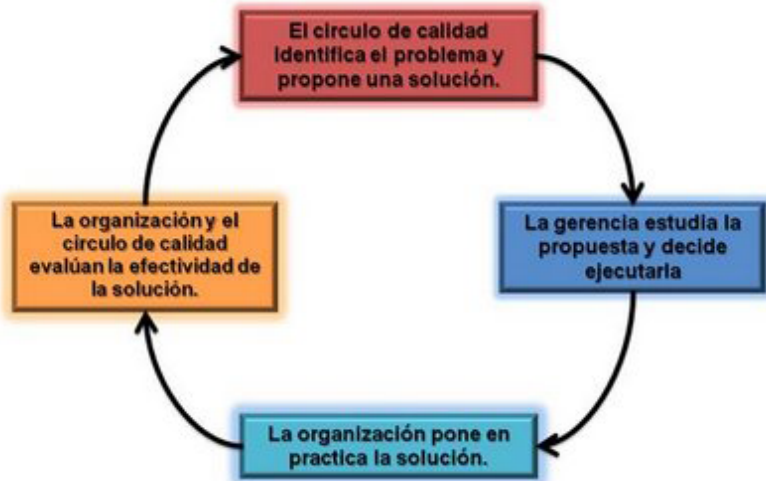 El circulo de calidad
identifica el problema y
propone una solución.
La gerencia estudia la
propuesta y decide
ejecutarla
La organización pone en
practica la solución.
La organización y el
circulo de calidad
evalúan la efectividad de
la solución.